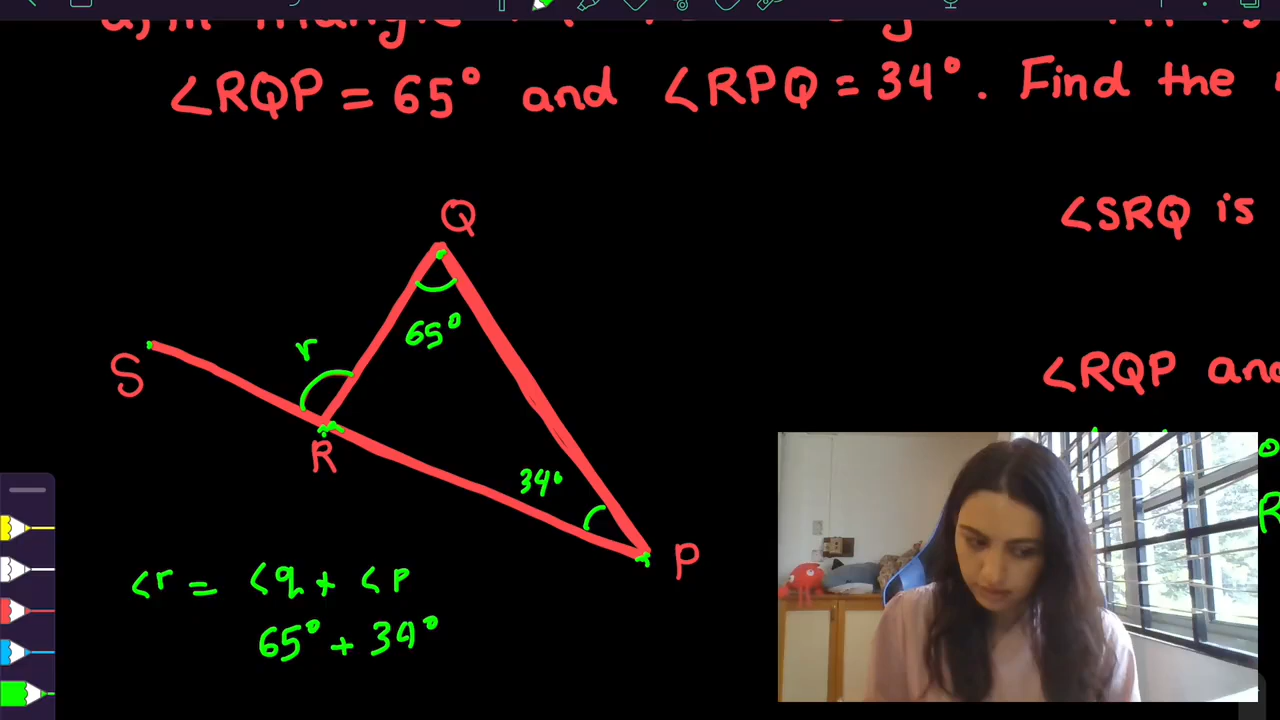 ∠RQP = 65° and ∠RPQ = 34°. Find the
Q
∠SRQ is
65°
r
S
∠RQP and
R
34°
P
∠r = ∠q + ∠p
65° + 34°